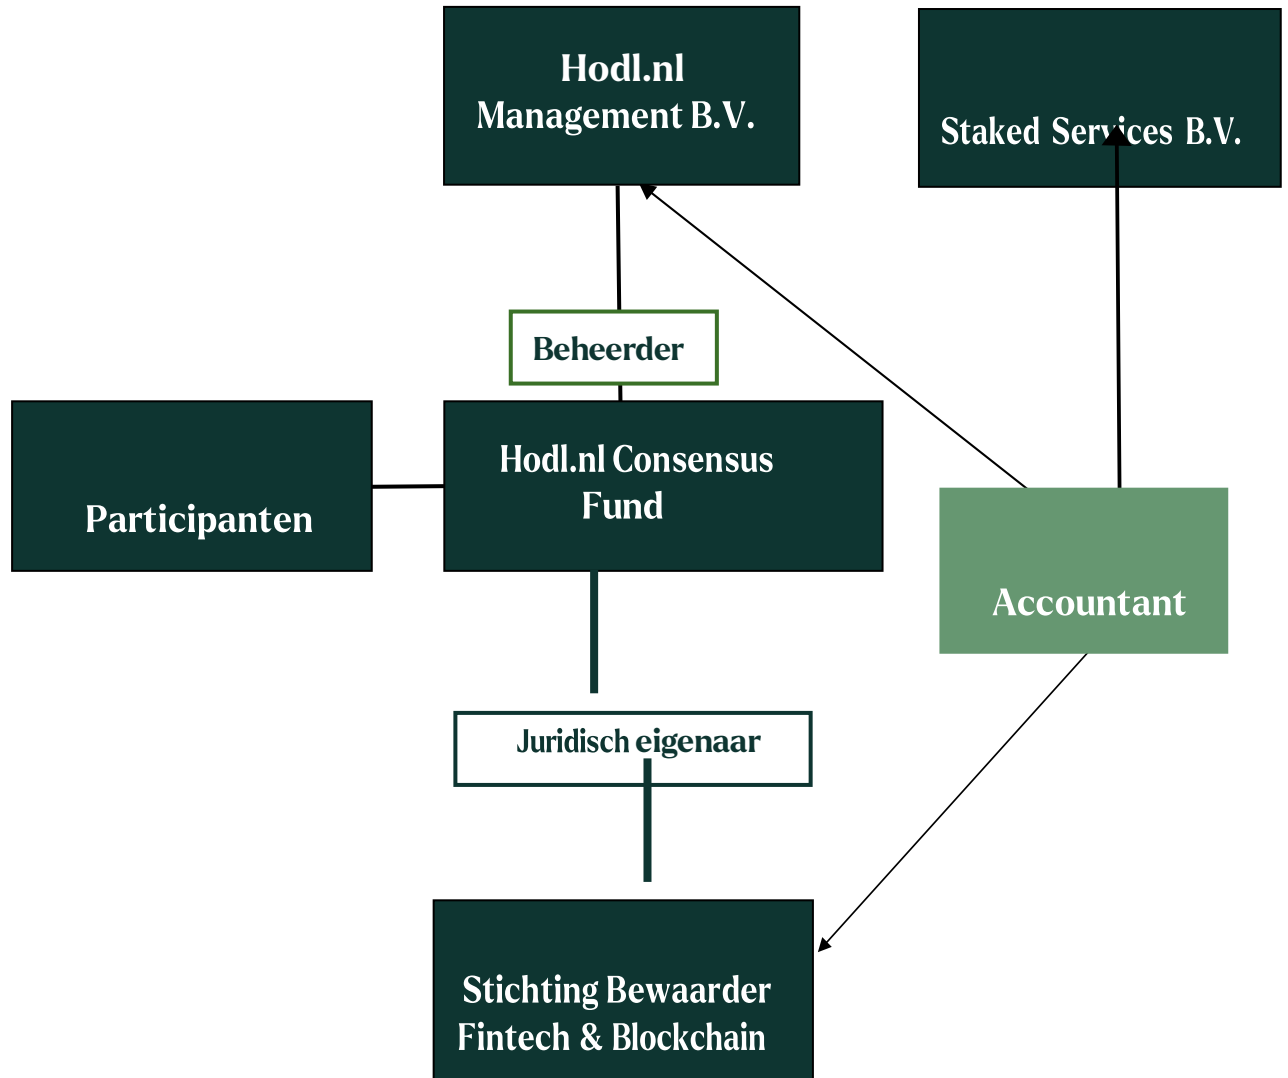 Hodl.nl
Management B.V.
Staked Services B.V.
Beheerder
Participanten
Hodl.nl Consensus
Fund
Accountant
Juridisch eigenaar
Stichting Bewaarder
Fintech & Blockchain